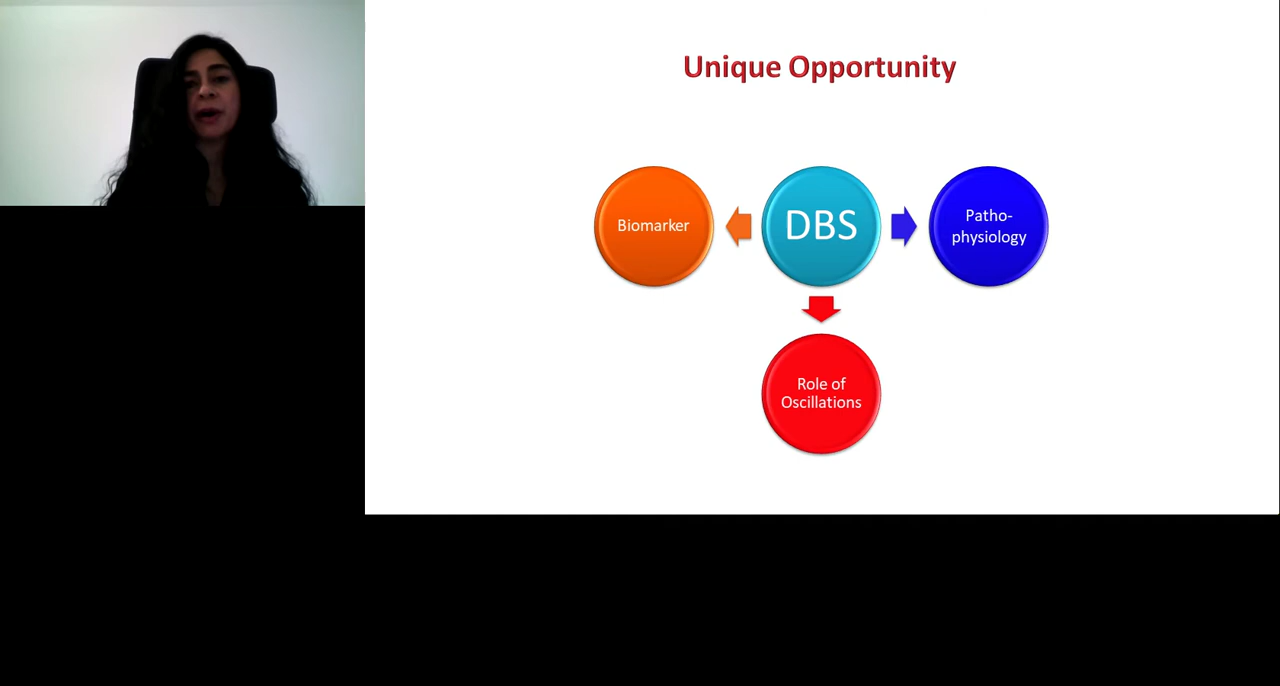 Unique Opportunity
Biomarker
DBS
Patho-
physiology
Role of
Oscillations